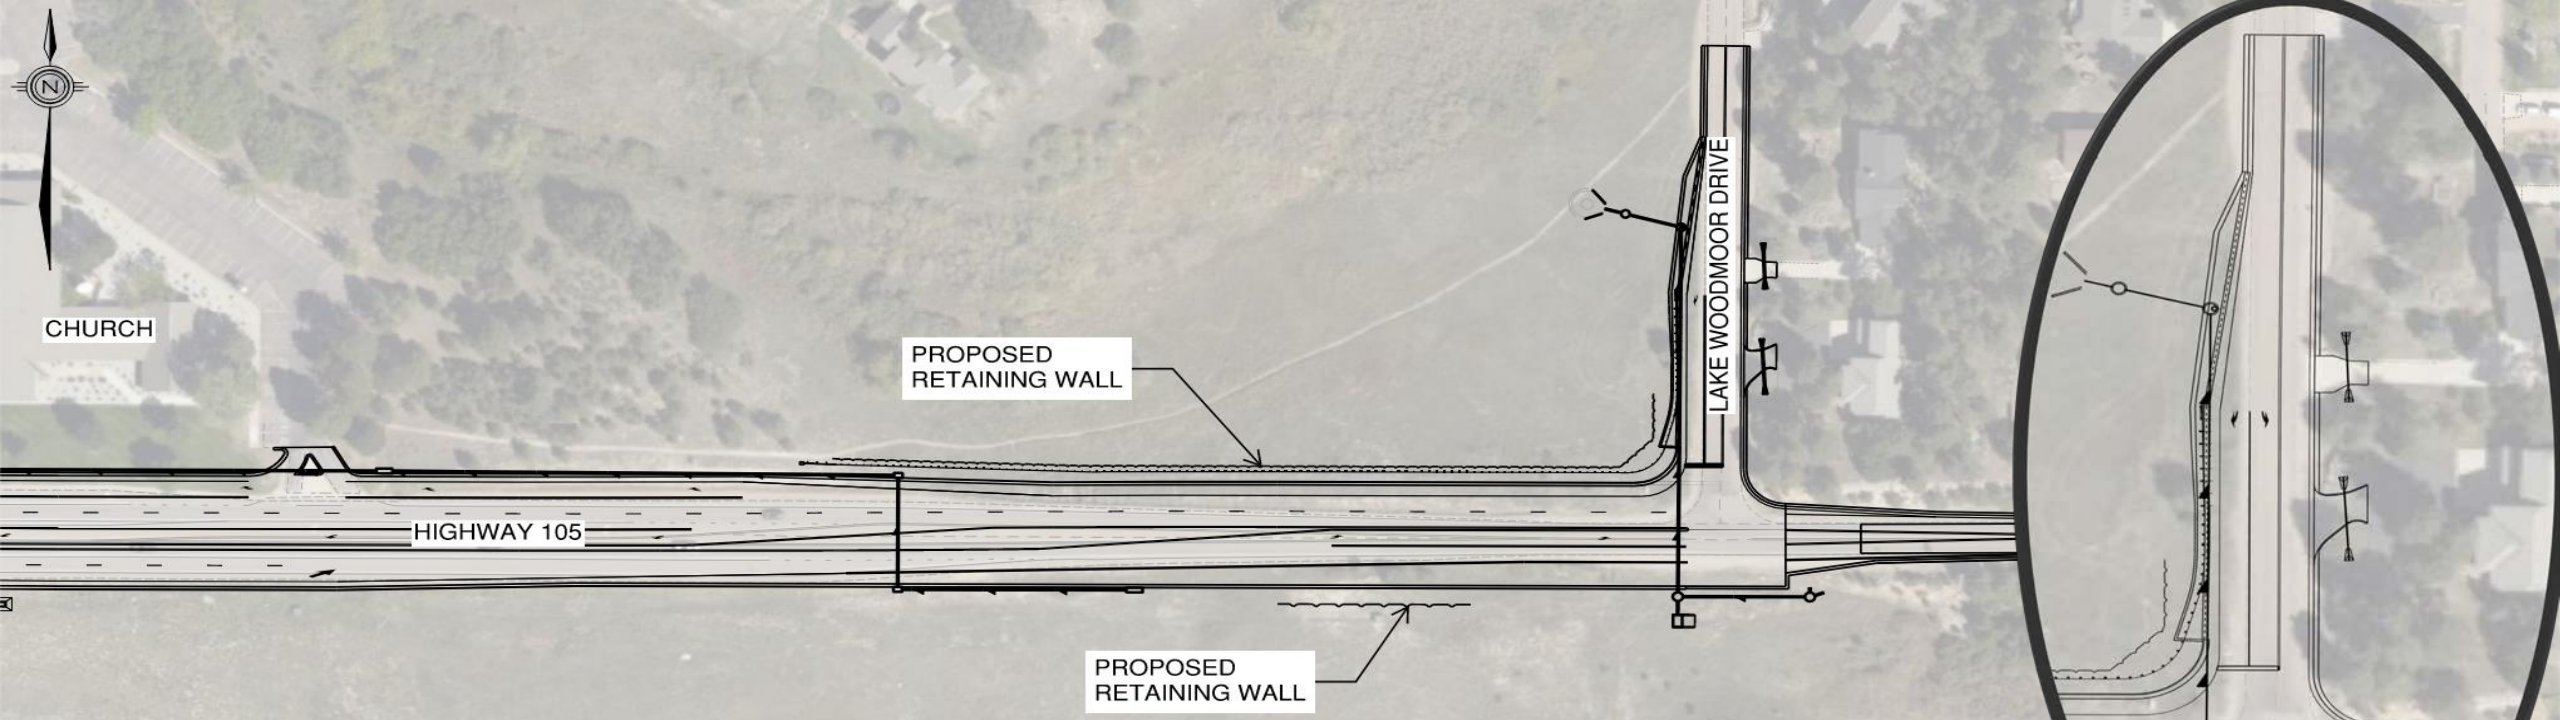 N
CHURCH
HIGHWAY 105
PROPOSED
RETAINING WALL
LAKE WOODMOOR DRIVE
PROPOSED
RETAINING WALL